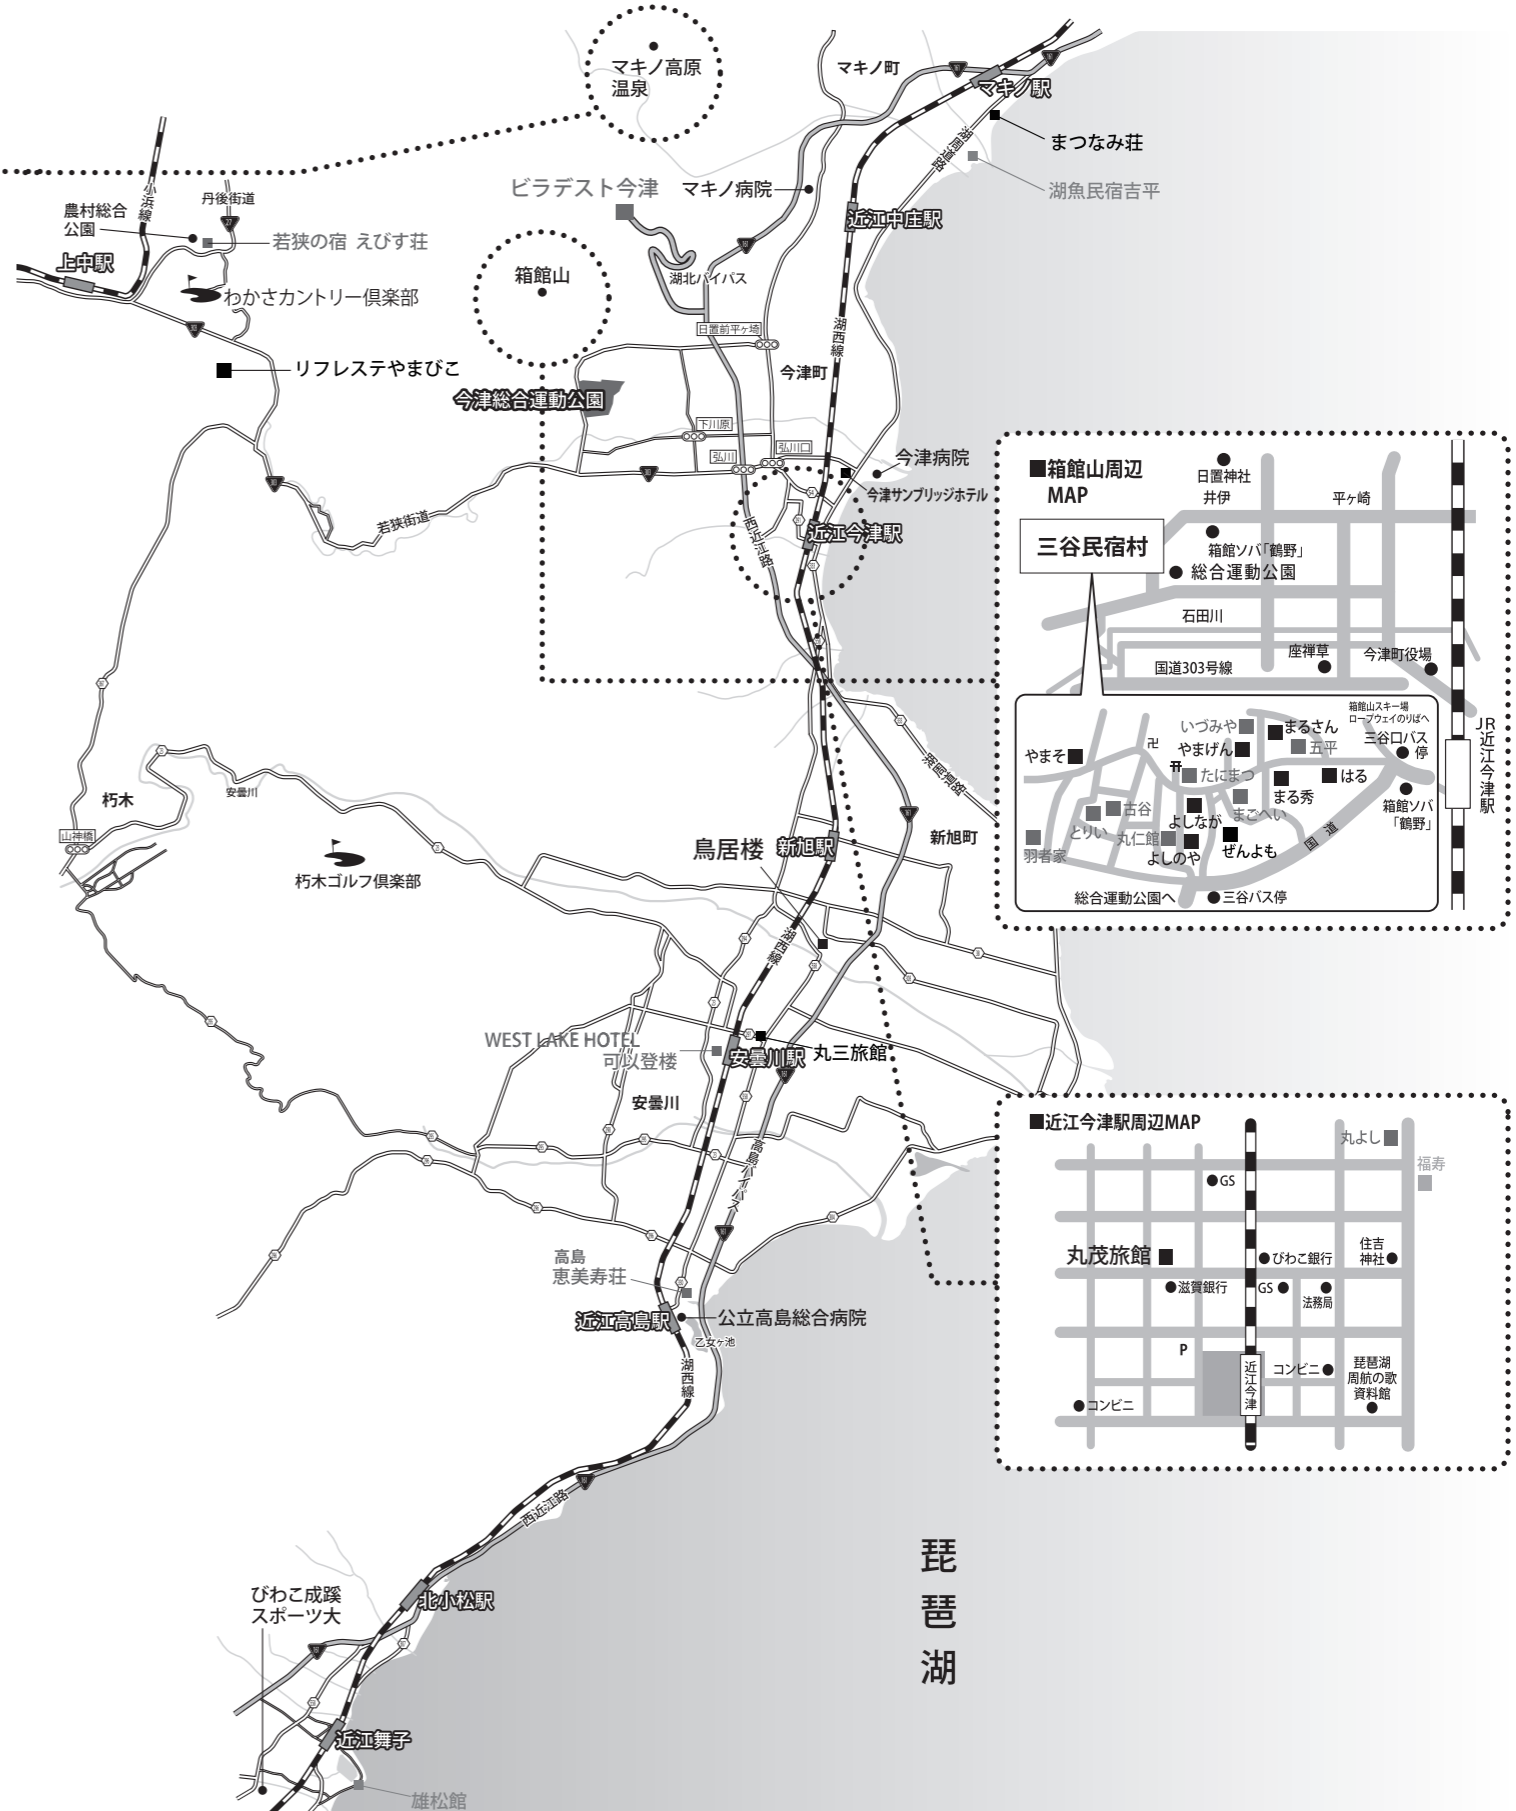 マキノ高原
温泉
マキノ町
マキノ駅
まつなみ荘
湖周道路
湖魚民宿吉平
小浜線
丹後街道
27
農村総合
公園
若狭の宿 えびす荘
上中駅
わかさカントリー倶楽部
リフレステやまびこ
ビラデスト今津
マキノ病院
近江中庄駅
箱館山
湖北バイパス
日置前平ヶ崎
湖西線
今津町
今津総合運動公園
下川原
弘川口
弘川
今津病院
今津サンブリッジホテル
若狭街道
西近江路
近江今津駅
■箱館山周辺
MAP
日置神社
井伊
平ヶ崎
三谷民宿村
箱館ソバ「鶴野」
総合運動公園
石田川
座禅草
今津町役場
国道303号線
箱館山スキー場
ロープウェイのりばへ
三谷口バス
停
いづみや
まるさん
やまそ
卍
やまげん
五平
たにまつ
はる
まる秀
箱館ソバ
「鶴野」
古谷
とりい
よしなが
まごへい
丸仁館
羽者家
よしのや
ぜんよも
国道
総合運動公園へ
三谷バス停
JR近江今津駅
湖周道路
朽木
安曇川
山神橋
朽木ゴルフ倶楽部
鳥居楼
新旭駅
新旭町
湖西線
WEST LAKE HOTEL
可以登楼
安曇川駅
丸三旅館
安曇川
高島バイパス
高島
恵美寿荘
近江高島駅
公立高島総合病院
乙女ヶ池
湖西線
■近江今津駅周辺MAP
丸よし
福寿
GS
丸茂旅館
びわこ銀行
住吉
神社
滋賀銀行
GS
法務局
P
近江今津
コンビニ
琵琶湖
周航の歌
資料館
コンビニ
西近江路
琵琶湖
北小松駅
びわこ成蹊
スポーツ大
近江舞子
雄松館